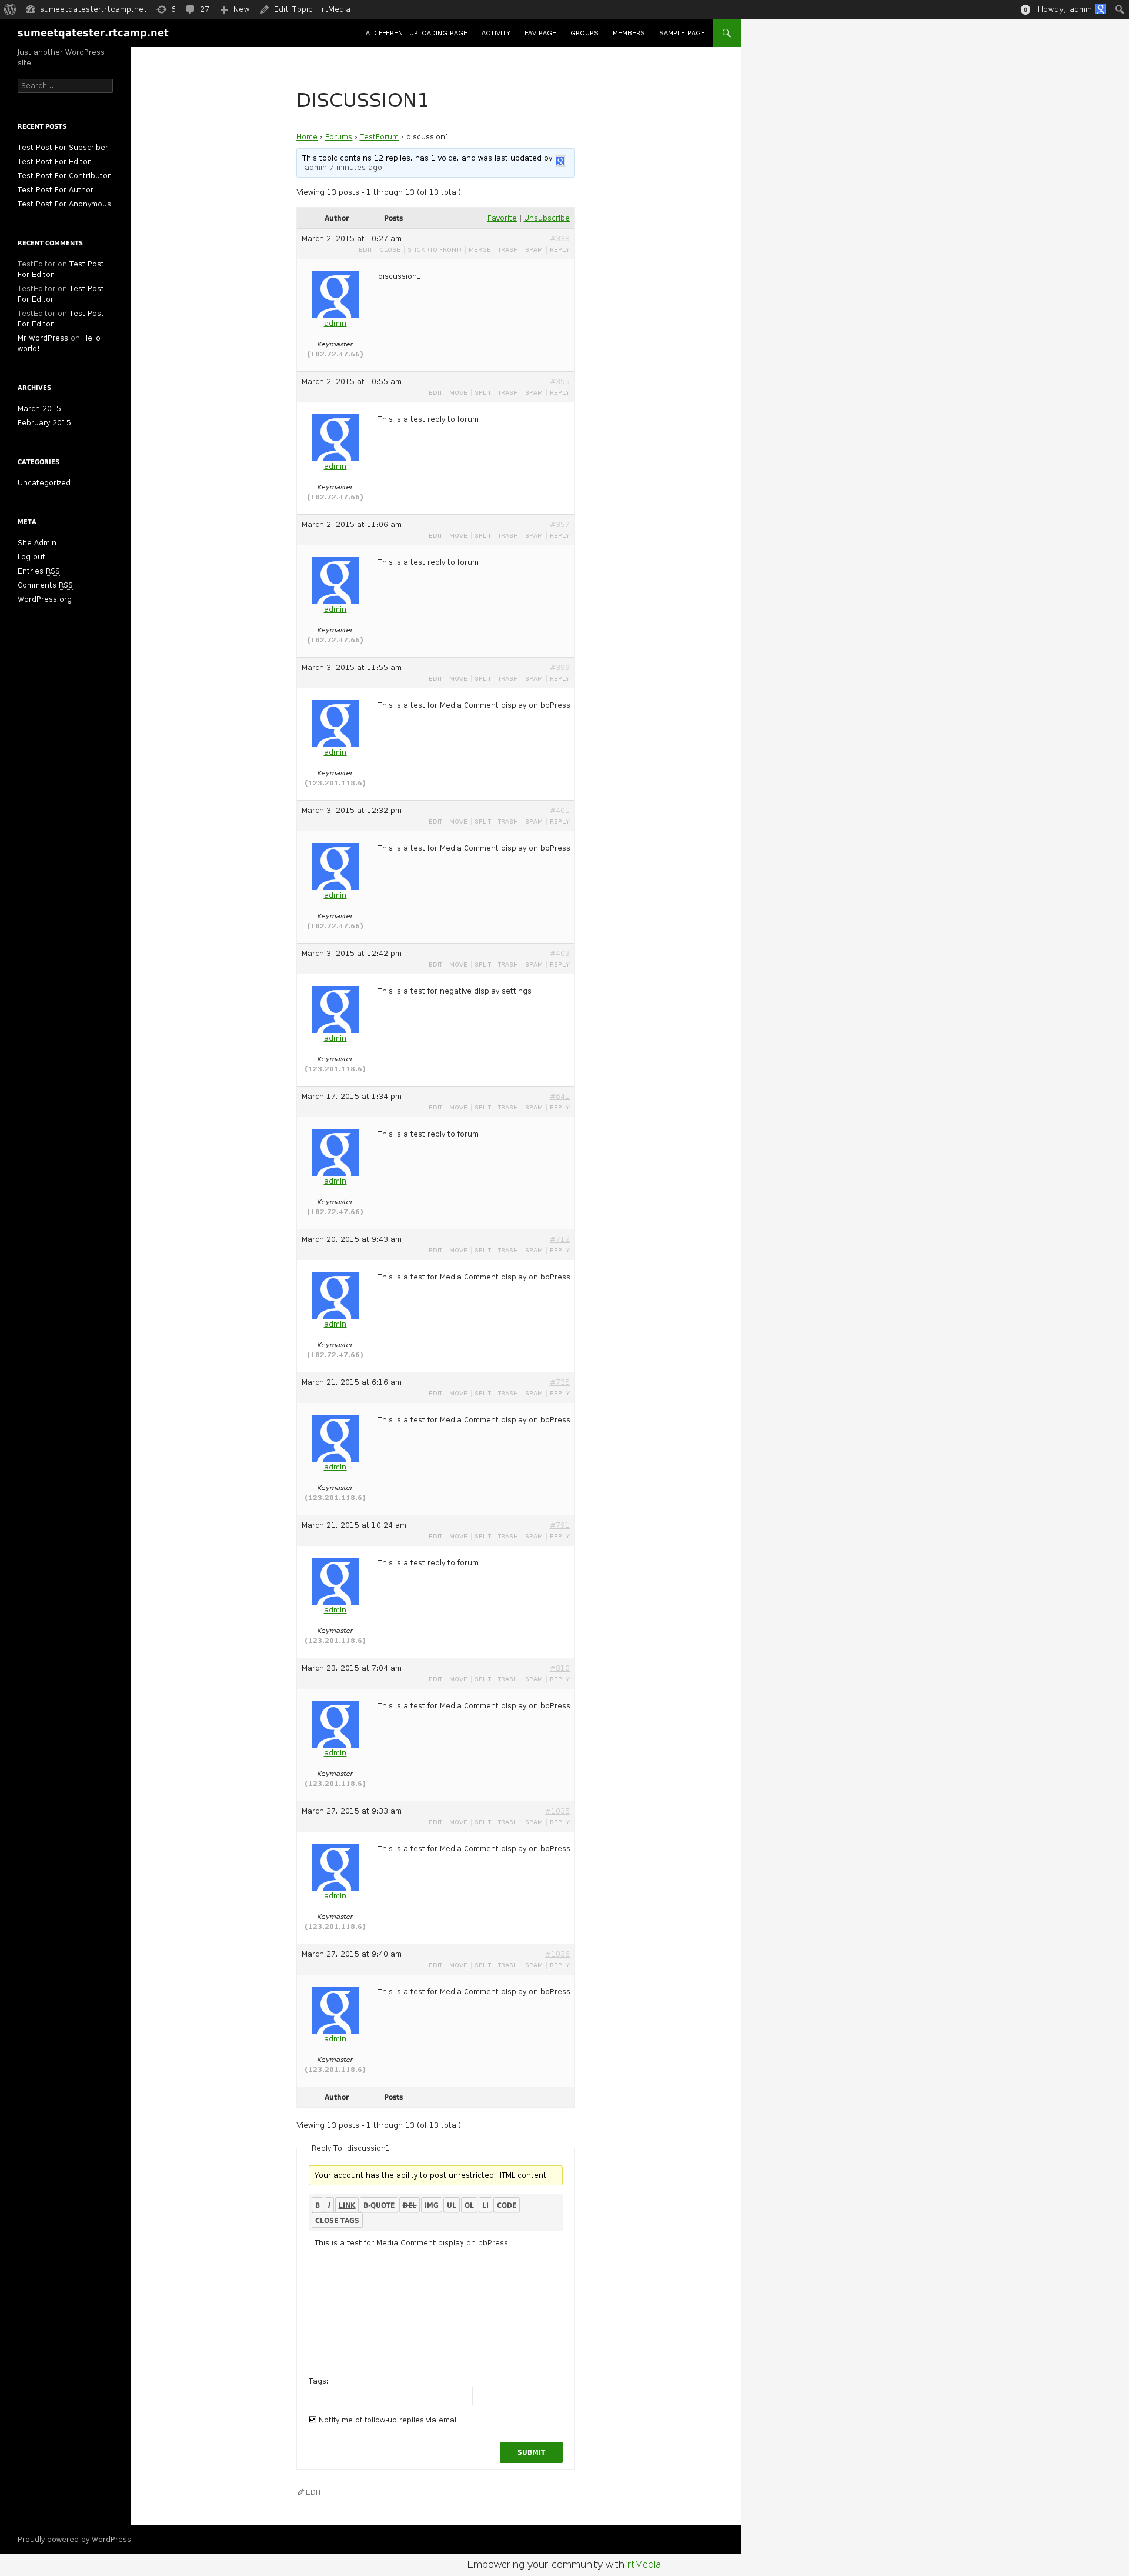 sumeetqatester.rtcamp.net 6 27 New Edit Topic rtMedia 0 Howdy, admin
sumeetqatester.rtcamp.net
A DIFFERENT UPLOADING PAGE ACTIVITY FAV PAGE GROUPS MEMBERS SAMPLE PAGE
Just another WordPress
site
Search ...
RECENT POSTS
Test Post For Subscriber
Test Post For Editor
Test Post For Contributor
Test Post For Author
Test Post For Anonymous
RECENT COMMENTS
TestEditor on Test Post
For Editor
TestEditor on Test Post
For Editor
TestEditor on Test Post
For Editor
Mr WordPress on Hello
world!
ARCHIVES
March 2015
February 2015
CATEGORIES
Uncategorized
META
Site Admin
Log out
Entries RSS
Comments RSS
WordPress.org
DISCUSSION1
Home › Forums › TestForum › discussion1
This topic contains 12 replies, has 1 voice, and was last updated by
admin 7 minutes ago.
Viewing 13 posts - 1 through 13 (of 13 total)
Author Posts Favorite | Unsubscribe
March 2, 2015 at 10:27 am #338
EDIT | CLOSE | STICK (TO FRONT) | MERGE | TRASH | SPAM | REPLY
discussion1
admin
Keymaster
(182.72.47.66)
March 2, 2015 at 10:55 am #355
EDIT | MOVE | SPLIT | TRASH | SPAM | REPLY
This is a test reply to forum
admin
Keymaster
(182.72.47.66)
March 2, 2015 at 11:06 am #357
EDIT | MOVE | SPLIT | TRASH | SPAM | REPLY
This is a test reply to forum
admin
Keymaster
(182.72.47.66)
March 3, 2015 at 11:55 am #399
EDIT | MOVE | SPLIT | TRASH | SPAM | REPLY
This is a test for Media Comment display on bbPress
admin
Keymaster
(123.201.118.6)
March 3, 2015 at 12:32 pm #401
EDIT | MOVE | SPLIT | TRASH | SPAM | REPLY
This is a test for Media Comment display on bbPress
admin
Keymaster
(182.72.47.66)
March 3, 2015 at 12:42 pm #403
EDIT | MOVE | SPLIT | TRASH | SPAM | REPLY
This is a test for negative display settings
admin
Keymaster
(123.201.118.6)
March 17, 2015 at 1:34 pm #641
EDIT | MOVE | SPLIT | TRASH | SPAM | REPLY
This is a test reply to forum
admin
Keymaster
(182.72.47.66)
March 20, 2015 at 9:43 am #712
EDIT | MOVE | SPLIT | TRASH | SPAM | REPLY
This is a test for Media Comment display on bbPress
admin
Keymaster
(182.72.47.66)
March 21, 2015 at 6:16 am #735
EDIT | MOVE | SPLIT | TRASH | SPAM | REPLY
This is a test for Media Comment display on bbPress
admin
Keymaster
(123.201.118.6)
March 21, 2015 at 10:24 am #791
EDIT | MOVE | SPLIT | TRASH | SPAM | REPLY
This is a test reply to forum
admin
Keymaster
(123.201.118.6)
March 23, 2015 at 7:04 am #810
EDIT | MOVE | SPLIT | TRASH | SPAM | REPLY
This is a test for Media Comment display on bbPress
admin
Keymaster
(123.201.118.6)
March 27, 2015 at 9:33 am #1035
EDIT | MOVE | SPLIT | TRASH | SPAM | REPLY
This is a test for Media Comment display on bbPress
admin
Keymaster
(123.201.118.6)
March 27, 2015 at 9:40 am #1036
EDIT | MOVE | SPLIT | TRASH | SPAM | REPLY
This is a test for Media Comment display on bbPress
admin
Keymaster
(123.201.118.6)
Author Posts
Viewing 13 posts - 1 through 13 (of 13 total)
Reply To: discussion1
Your account has the ability to post unrestricted HTML content.
B I LINK B-QUOTE DEL IMG UL OL LI CODE
CLOSE TAGS
This is a test for Media Comment display on bbPress
Tags:
Notify me of follow-up replies via email
SUBMIT
EDIT
Proudly powered by WordPress
Empowering your community with rtMedia